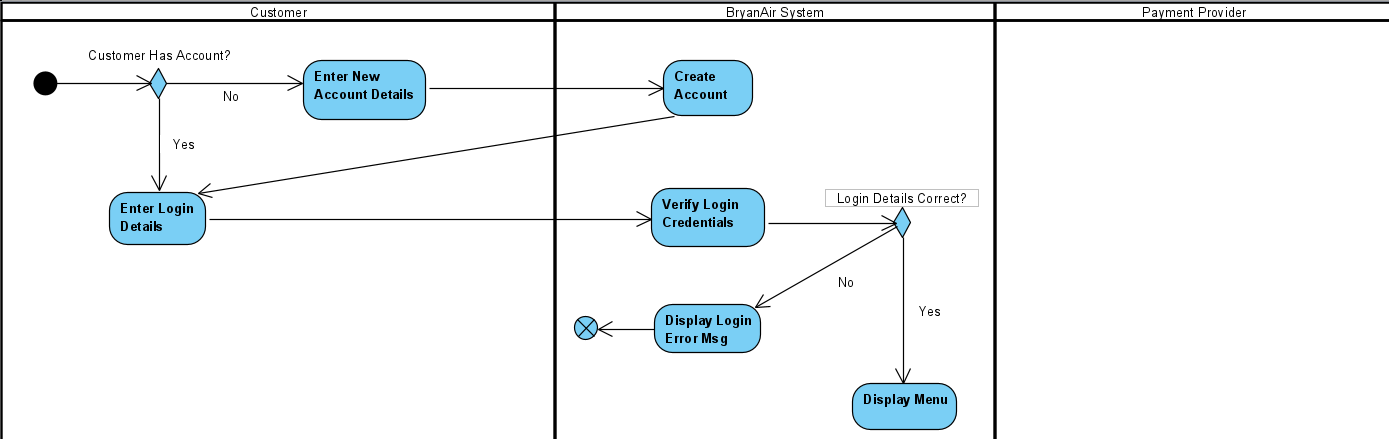 Customer
BryanAir System
Payment Provider
Customer Has Account?
No
Enter New
Account Details
Create
Account
Yes
Enter Login
Details
Verify Login
Credentials
Login Details Correct?
No
Yes
Display Login
Error Msg
Display Menu